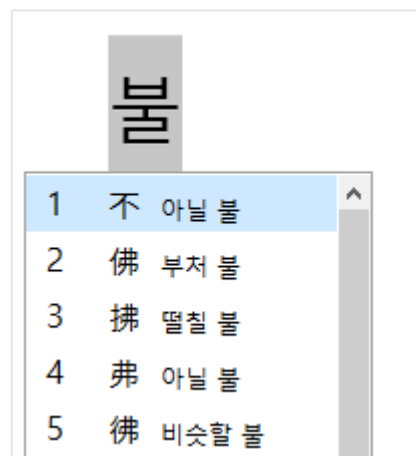 불
1 不 아닐 불
2 佛 부처 불
3 拂 떨칠 불
4 弗 아닐 불
5 彿 비슷할 불